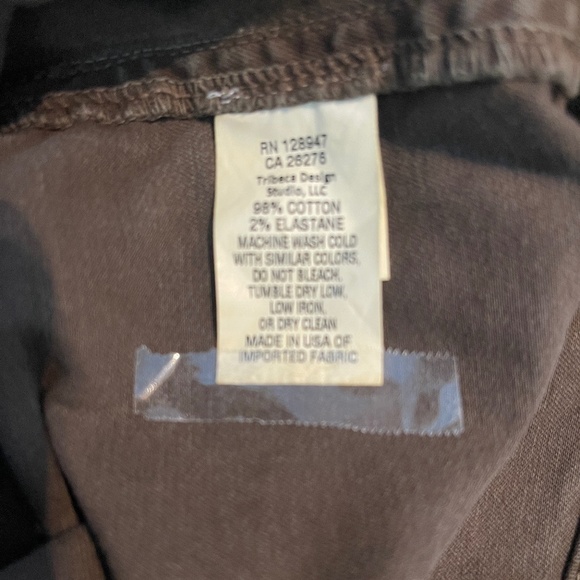 RN 128947
CA 26276
Tribeca Design
Studio, LLC
98% COTTON
2% ELASTANE
MACHINE WASH COLD
WITH SIMILAR COLORS,
DO NOT BLEACH,
TUMBLE DRY LOW,
LOW IRON,
OR DRY CLEAN
MADE IN USA OF
IMPORTED FABRIC